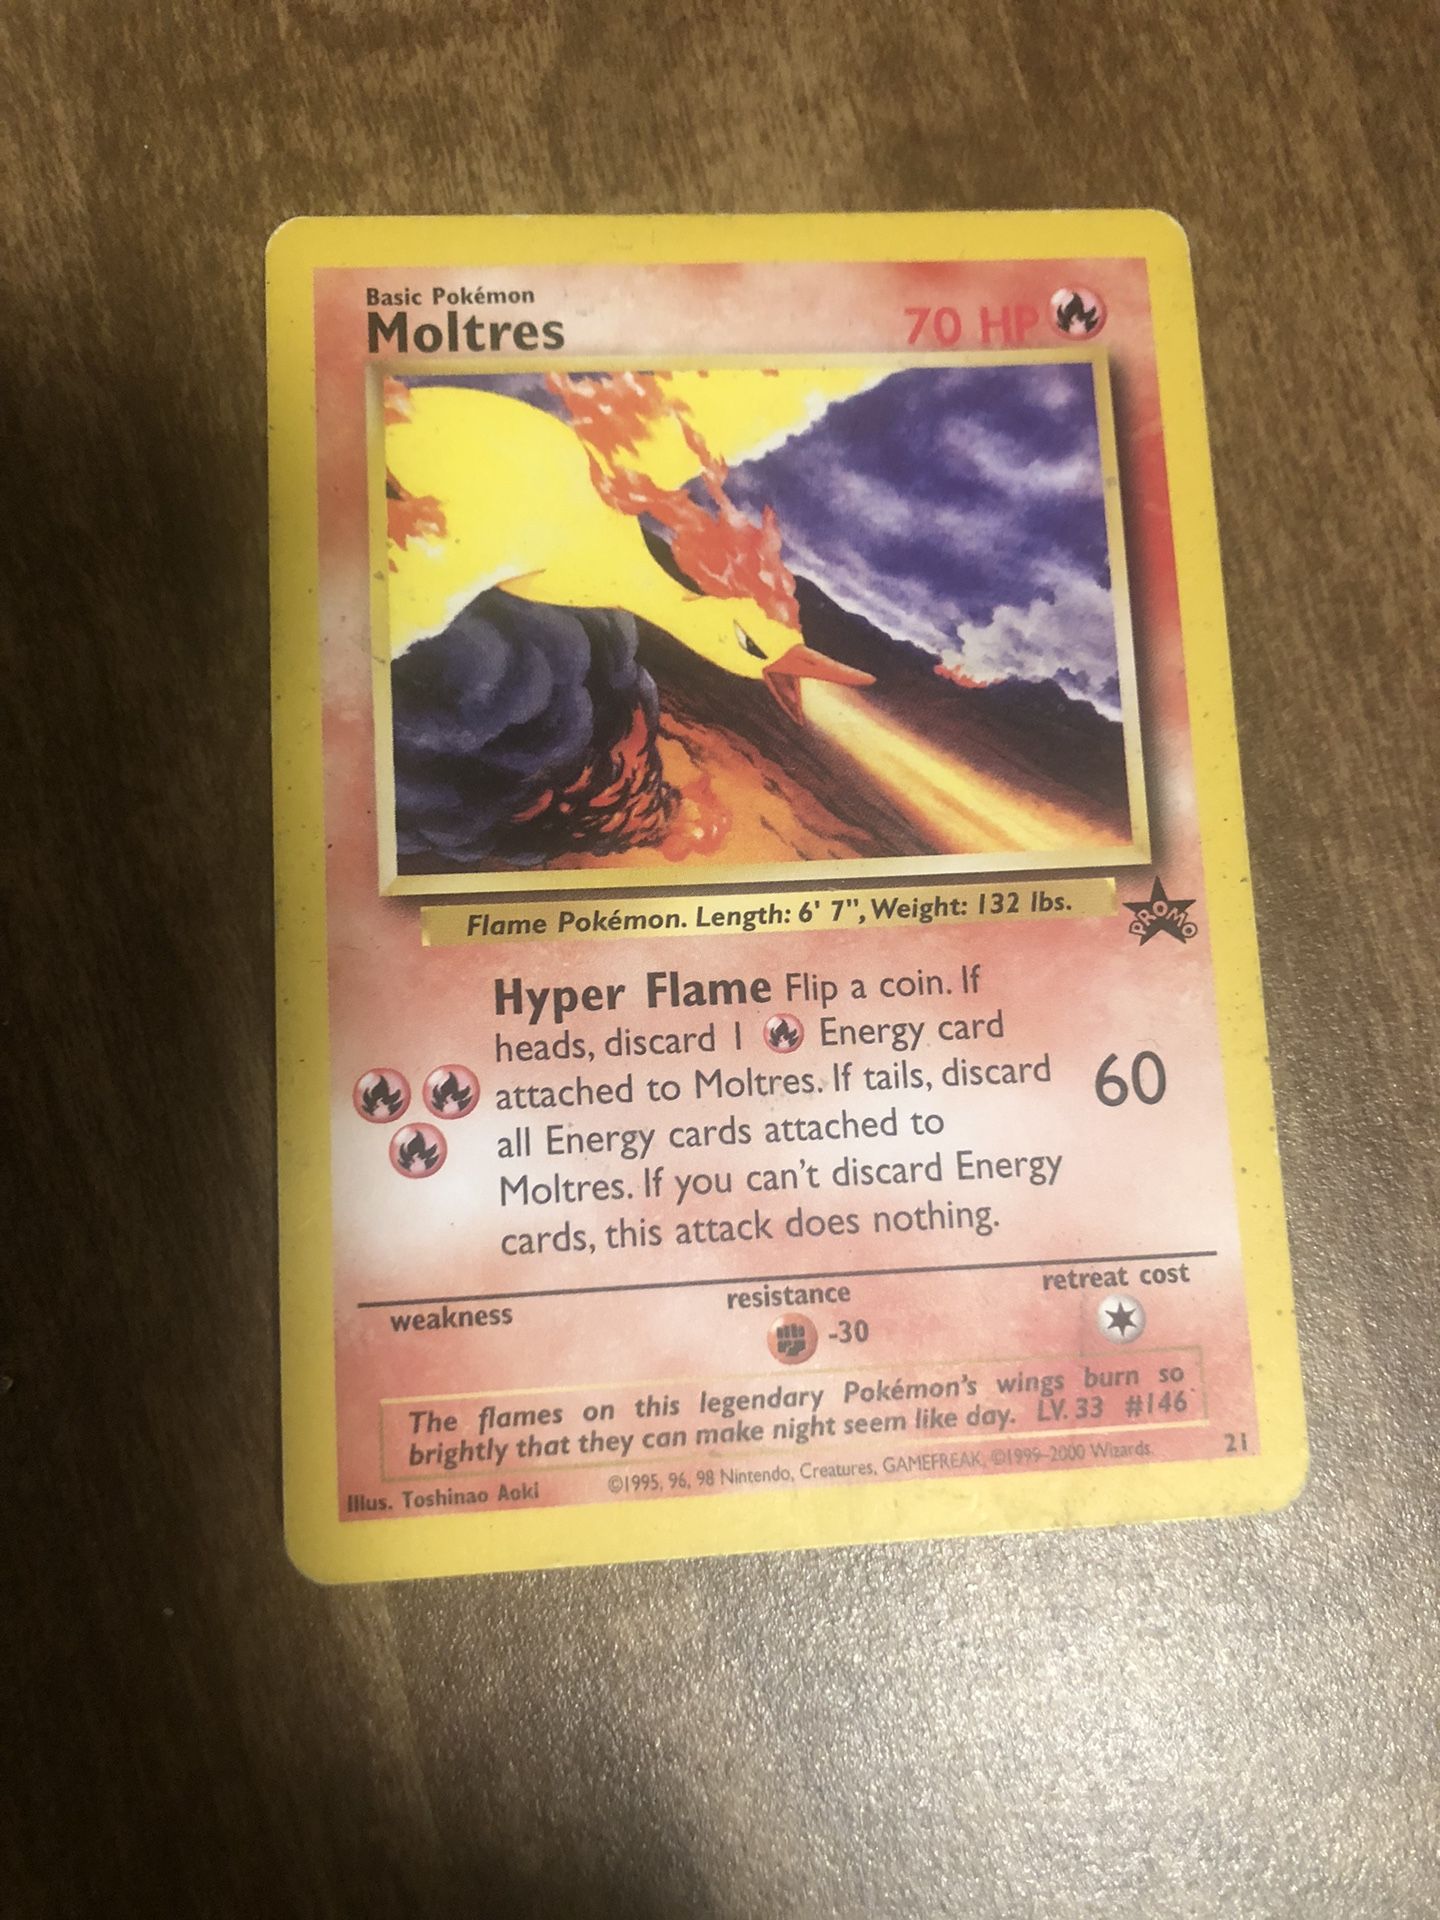 Basic Pokémon
Moltres
70 HP
Flame Pokémon. Length: 6' 7", Weight: 132 lbs.
PROMO
Hyper Flame Flip a coin. If
heads, discard 1 Energy card
attached to Moltres. If tails, discard
all Energy cards attached to
Moltres. If you can't discard Energy
cards, this attack does nothing.
60
weakness
resistance
retreat cost
-30
The flames on this legendary Pokémon's wings burn so
brightly that they can make night seem like day. LV. 33 #146
Illus. Toshinao Aoki
©1995, 96, 98 Nintendo, Creatures, GAMEFREAK, ©1999-2000 Wizards.
21